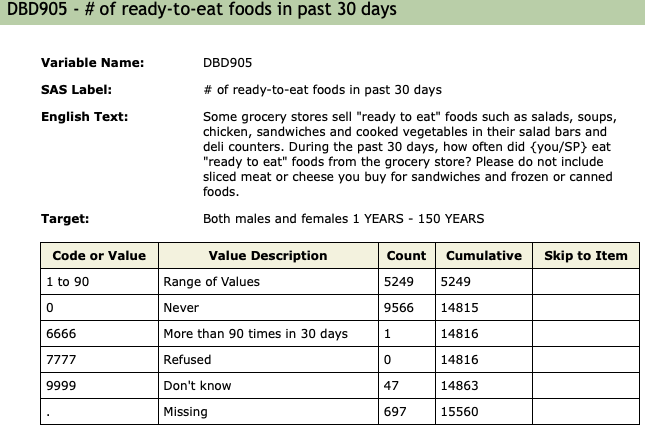 DBD905 - # of ready-to-eat foods in past 30 days
Variable Name: DBD905
SAS Label: # of ready-to-eat foods in past 30 days
English Text: Some grocery stores sell "ready to eat" foods such as salads, soups,
chicken, sandwiches and cooked vegetables in their salad bars and
deli counters. During the past 30 days, how often did {you/SP} eat
"ready to eat" foods from the grocery store? Please do not include
sliced meat or cheese you buy for sandwiches and frozen or canned
foods.
Target: Both males and females 1 YEARS - 150 YEARS
Code or Value Value Description Count Cumulative Skip to Item
1 to 90 Range of Values 5249 5249
0 Never 9566 14815
6666 More than 90 times in 30 days 1 14816
7777 Refused 0 14816
9999 Don't know 47 14863
. Missing 697 15560